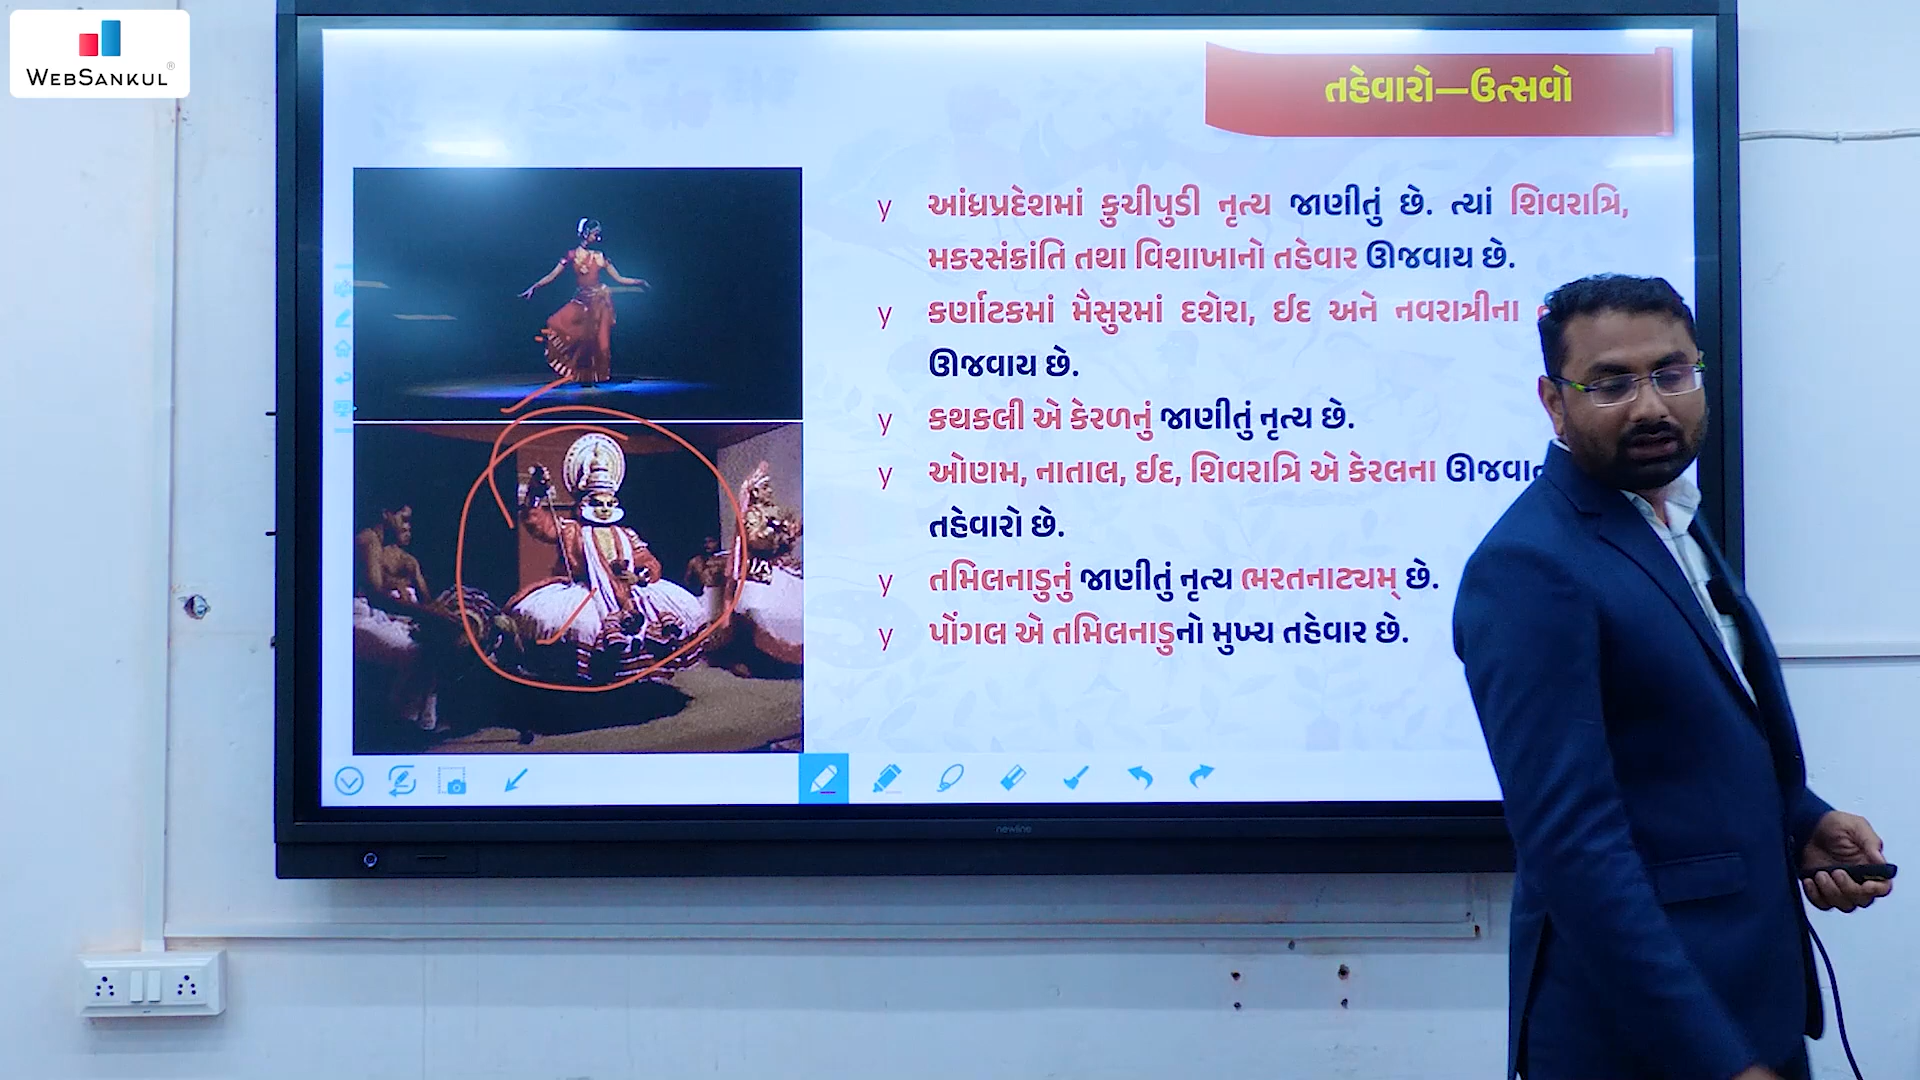 WEBSANKUL®
તહેવારો—ઉત્સવો
y આંધ્રપ્રદેશમાં કુચીપુડી નૃત્ય જાણીતું છે. ત્યાં શિવરાત્રિ,
મકરસંક્રાંતિ તથા વિશાખાનો તહેવાર ઊજવાય છે.
y કર્ણાટકમાં મૈસુરમાં દશેરા, ઈદ અને નવરાત્રીના
ઊજવાય છે.
y કથકલી એ કેરળનું જાણીતું નૃત્ય છે.
y ઓણમ, નાતાલ, ઈદ, શિવરાત્રિ એ કેરલના
તહેવારો છે.
y તમિલનાડુનું જાણીતું નૃત્ય ભરતનાટ્યમ્ છે.
y પોંગલ એ તમિલનાડુનો મુખ્ય તહેવાર છે.
newline